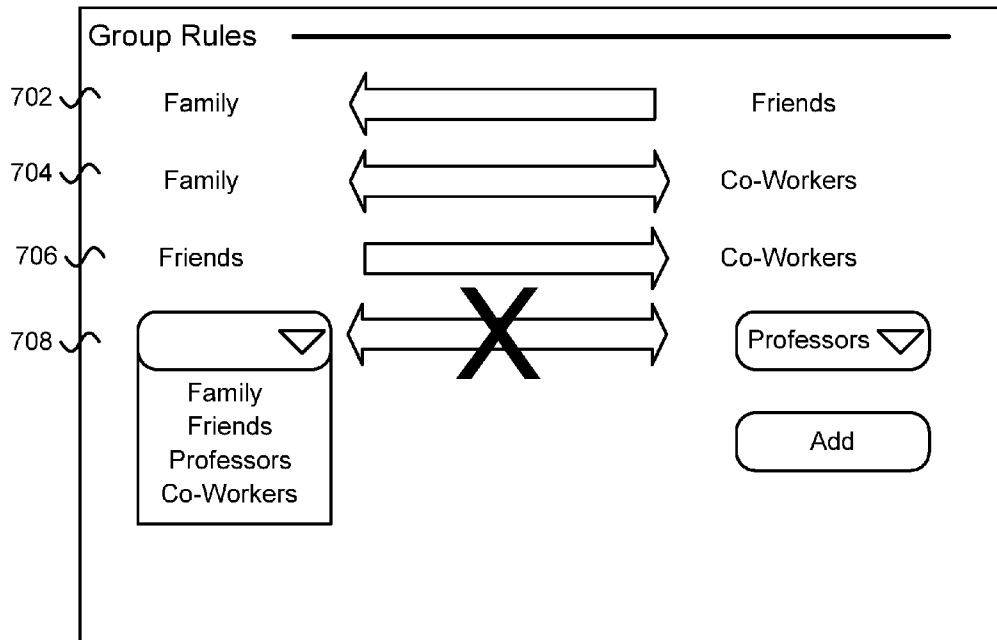 Group Rules
702 Family Friends
704 Family Co-Workers
706 Friends Co-Workers
708 X Professors
Family
Friends
Professors
Co-Workers
Add